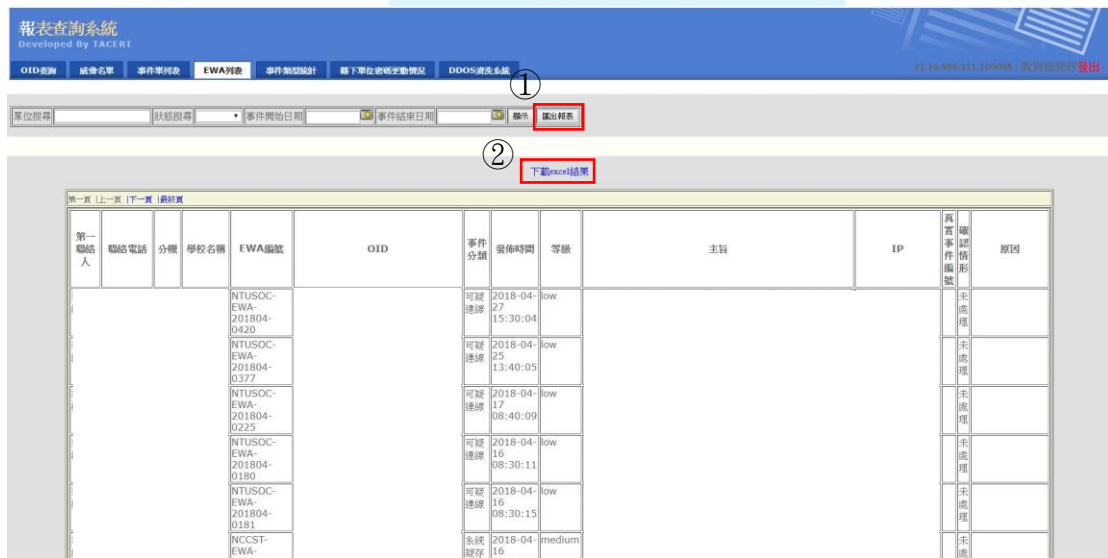 報表查詢系統
Developed By TACERT
OID查詢 威脅名單 事件單列表 EWA列表 事件類型統計 轄下單位密碼更動情況 DDOS清洗系統
登出
①
單位搜尋 狀態搜尋 事件開始日期 事件結束日期 顯示 匯出報表
②
下載excel結果
第一頁 |上一頁 |下一頁 |最終頁
第一聯絡人 聯絡電話 分機 學校名稱 EWA編號 OID 事件分類 發佈時間 等級 主旨 IP 真實事件編號 確認情形 原因
NTUSOC-EWA-201804-0420 可疑連線 2018-04-27 15:30:04 low 未處理
NTUSOC-EWA-201804-0377 可疑連線 2018-04-25 13:40:05 low 未處理
NTUSOC-EWA-201804-0225 可疑連線 2018-04-17 08:40:09 low 未處理
NTUSOC-EWA-201804-0180 可疑連線 2018-04-16 08:30:11 low 未處理
NTUSOC-EWA-201804-0181 可疑連線 2018-04-16 08:30:15 low 未處理
NCCST-EWA- 系統疑存 2018-04-16 medium 未處